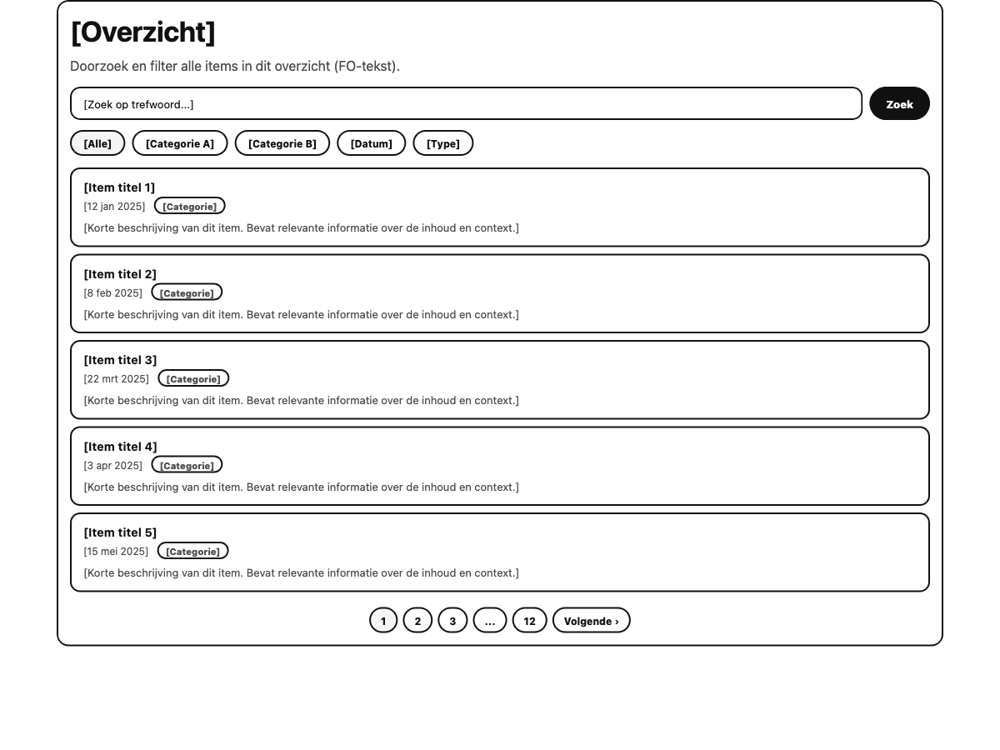 [Overzicht]
Doorzoek en filter alle items in dit overzicht (FO-tekst).
[Zoek op trefwoord...] Zoek
[Alle] [Categorie A] [Categorie B] [Datum] [Type]
[Item titel 1]
[12 jan 2025] [Categorie]
[Korte beschrijving van dit item. Bevat relevante informatie over de inhoud en context.]
[Item titel 2]
[8 feb 2025] [Categorie]
[Korte beschrijving van dit item. Bevat relevante informatie over de inhoud en context.]
[Item titel 3]
[22 mrt 2025] [Categorie]
[Korte beschrijving van dit item. Bevat relevante informatie over de inhoud en context.]
[Item titel 4]
[3 apr 2025] [Categorie]
[Korte beschrijving van dit item. Bevat relevante informatie over de inhoud en context.]
[Item titel 5]
[15 mei 2025] [Categorie]
[Korte beschrijving van dit item. Bevat relevante informatie over de inhoud en context.]
1 2 3 ... 12 Volgende ›